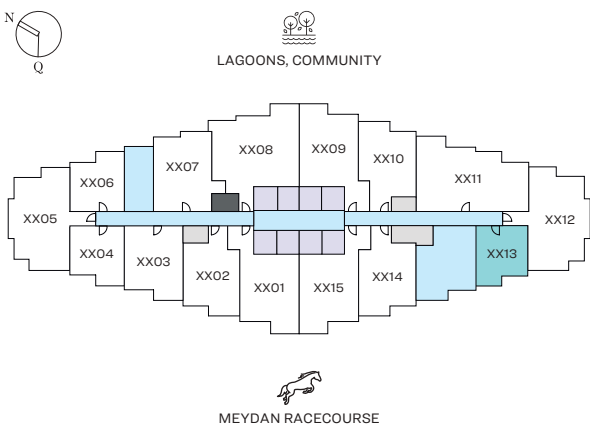 N
Q
LAGOONS, COMMUNITY
XX08
XX09
XX07
XX10
XX06
XX11
XX05
XX12
XX04
XX03
XX02
XX01
XX15
XX14
XX13
MEYDAN RACECOURSE